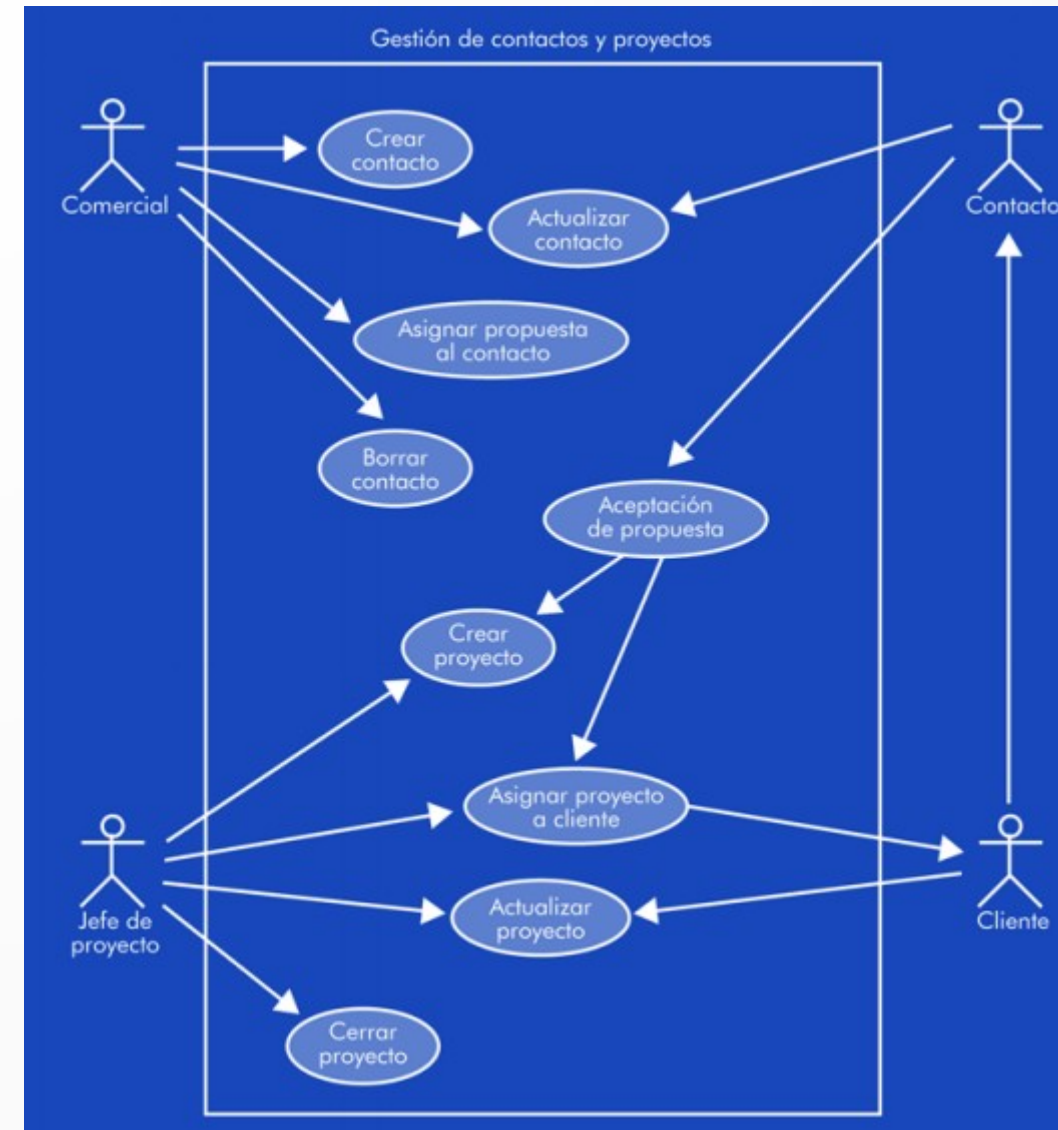 Gestión de contactos y proyectos
Comercial
Contacto
Crear
contacto
Actualizar
contacto
Asignar propuesta
al contacto
Borrar
contacto
Aceptación
de propuesta
Crear
proyecto
Asignar proyecto
a cliente
Jefe de
proyecto
Actualizar
proyecto
Cliente
Cerrar
proyecto